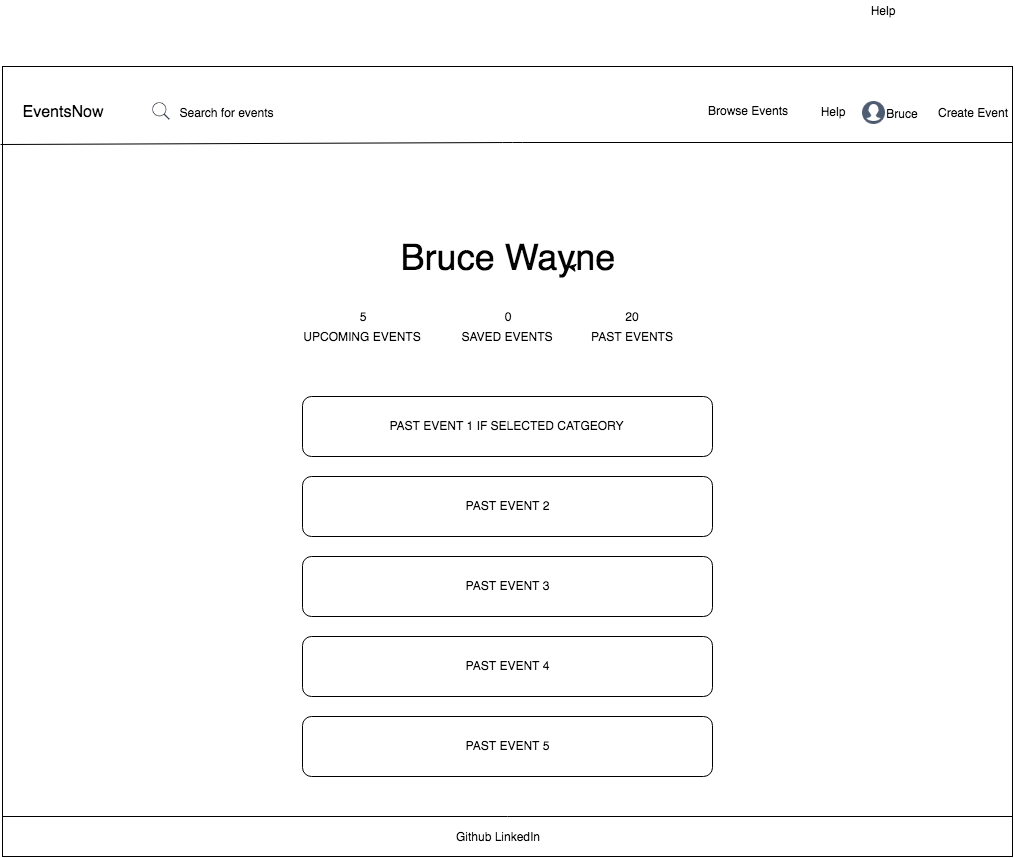 Help
EventsNow
Search for events
Browse Events
Help
Bruce
Create Event
Bruce Wayne
5
UPCOMING EVENTS
0
SAVED EVENTS
20
PAST EVENTS
PAST EVENT 1 IF SELECTED CATGEORY
PAST EVENT 2
PAST EVENT 3
PAST EVENT 4
PAST EVENT 5
Github LinkedIn